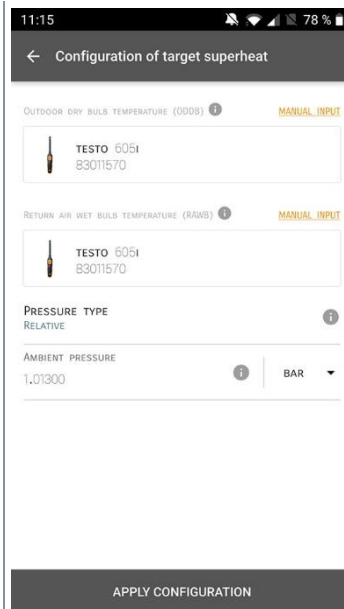 11:15 78 %
Configuration of target superheat
OUTDOOR DRY BULB TEMPERATURE (ODDB) MANUAL INPUT
TESTO 605I
83011570
RETURN AIR WET BULB TEMPERATURE (RAWB) MANUAL INPUT
TESTO 605I
83011570
PRESSURE TYPE
RELATIVE
AMBIENT PRESSURE
1.01300 BAR
APPLY CONFIGURATION